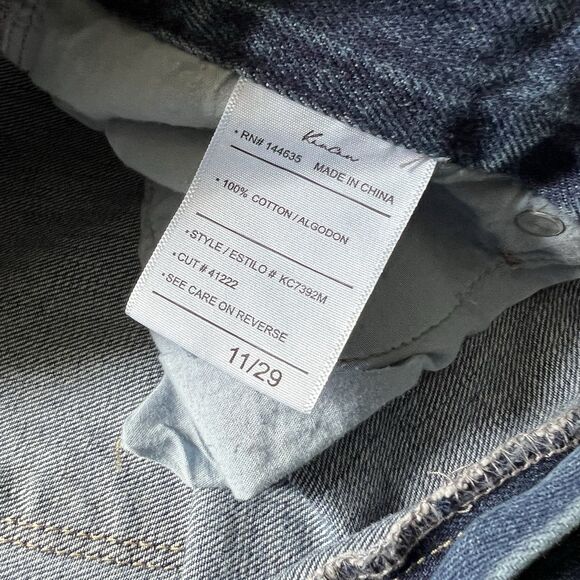 KanCan
• RN# 144635 MADE IN CHINA
• 100% COTTON / ALGODON
• STYLE / ESTILO # KC7392M
• CUT # 41222
• SEE CARE ON REVERSE
11/29